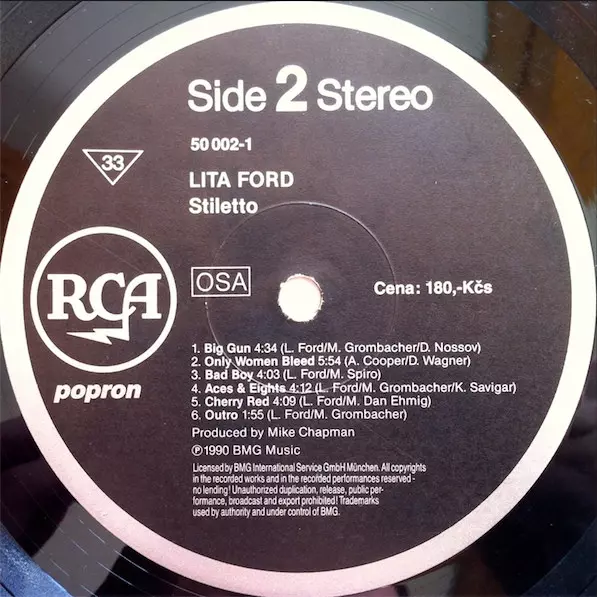 Side 2 Stereo
50 002-1
33
LITA FORD
Stiletto
RCA
OSA
Cena: 180,-Kčs
popron
1. Big Gun 4:34 (L. Ford/M. Grombacher/D. Nossov)
2. Only Women Bleed 5:54 (A. Cooper/D. Wagner)
3. Bad Boy 4:03 (L. Ford/M. Spiro)
4. Aces & Eights 4:12 (L. Ford/M. Grombacher/K. Savigar)
5. Cherry Red 4:09 (L. Ford/M. Dan Ehmig)
6. Outro 1:55 (L. Ford/M. Grombacher)
Produced by Mike Chapman
℗1990 BMG Music
Licensed by BMG International Service GmbH München. All copyrights
in the recorded works and in the recorded performances reserved -
no lending! Unauthorized duplication, release, public per-
formance, broadcast and export prohibited! Trademarks
used by authority and under control of BMG.